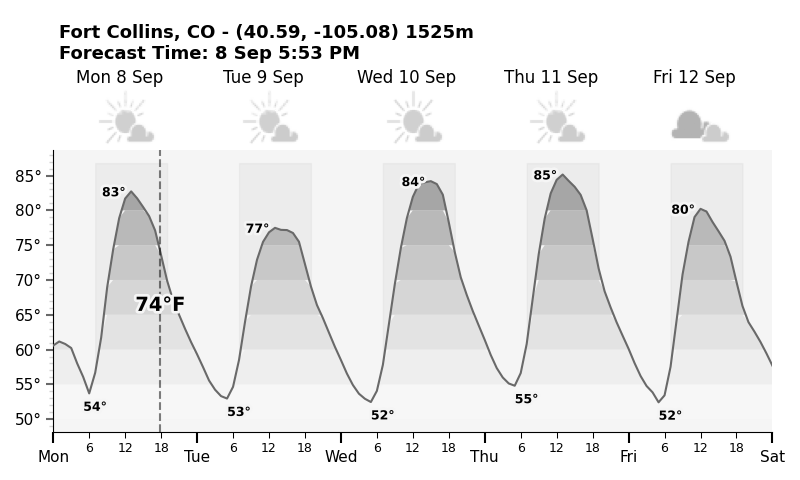 Fort Collins, CO - (40.59, -105.08) 1525m
Forecast Time: 8 Sep 5:53 PM
Mon 8 Sep Tue 9 Sep Wed 10 Sep Thu 11 Sep Fri 12 Sep
85°
80°
75°
70°
65°
60°
55°
50°
83° 77° 84° 85° 80°
74°F
54° 53° 52° 55° 52°
6 12 18 6 12 18 6 12 18 6 12 18 6 12 18
Mon Tue Wed Thu Fri Sat